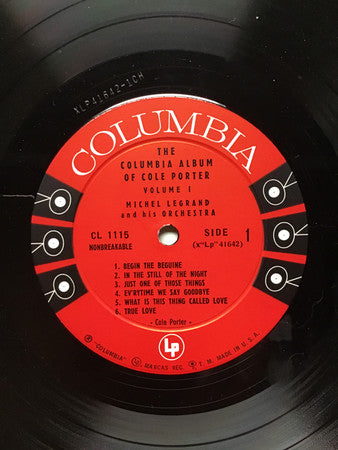 XLP41642-1CH
COLUMBIA
THE
COLUMBIA ALBUM
OF COLE PORTER
VOLUME 1
MICHEL LEGRAND
and his ORCHESTRA
CL 1115
NONBREAKABLE
SIDE 1
(x"Lp"41642)
1. BEGIN THE BEGUINE
2. IN THE STILL OF THE NIGHT
3. JUST ONE OF THOSE THINGS
4. EV'RYTIME WE SAY GOODBYE
5. WHAT IS THIS THING CALLED LOVE
6. TRUE LOVE
- Cole Porter -
LP
® "COLUMBIA" MARCAS REG. ® T. M. MADE IN U.S.A.